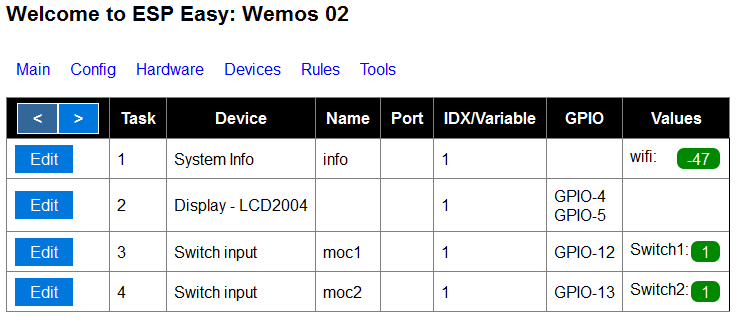 Welcome to ESP Easy: Wemos 02
Main Config Hardware Devices Rules Tools
< > Task Device Name Port IDX/Variable GPIO Values
Edit 1 System Info info 1 wifi: -47
Edit 2 Display - LCD2004 1 GPIO-4
GPIO-5
Edit 3 Switch input moc1 1 GPIO-12 Switch1: 1
Edit 4 Switch input moc2 1 GPIO-13 Switch2: 1